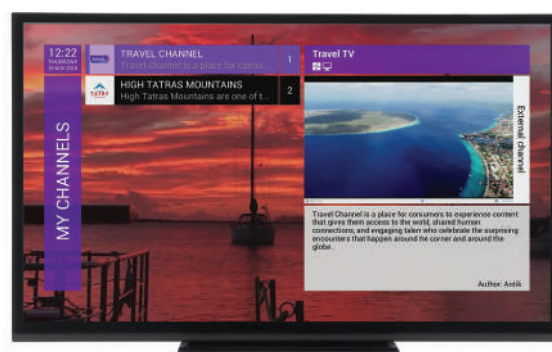 12:22
THURSDAY
MY CHANNELS
TRAVEL CHANNEL
Travel Channel is a place for consu...
1
HIGH TATRAS MOUNTAINS
High Tatras Mountains are one of t...
2
TATRA
Travel TV
External channel
Travel Channel is a place for consumers to experience content
that gives them access to the world, shared human
connections, and engaging talen who celebrate the surprising
encounters that happen around the corner and around the
globe.
Author: Antik